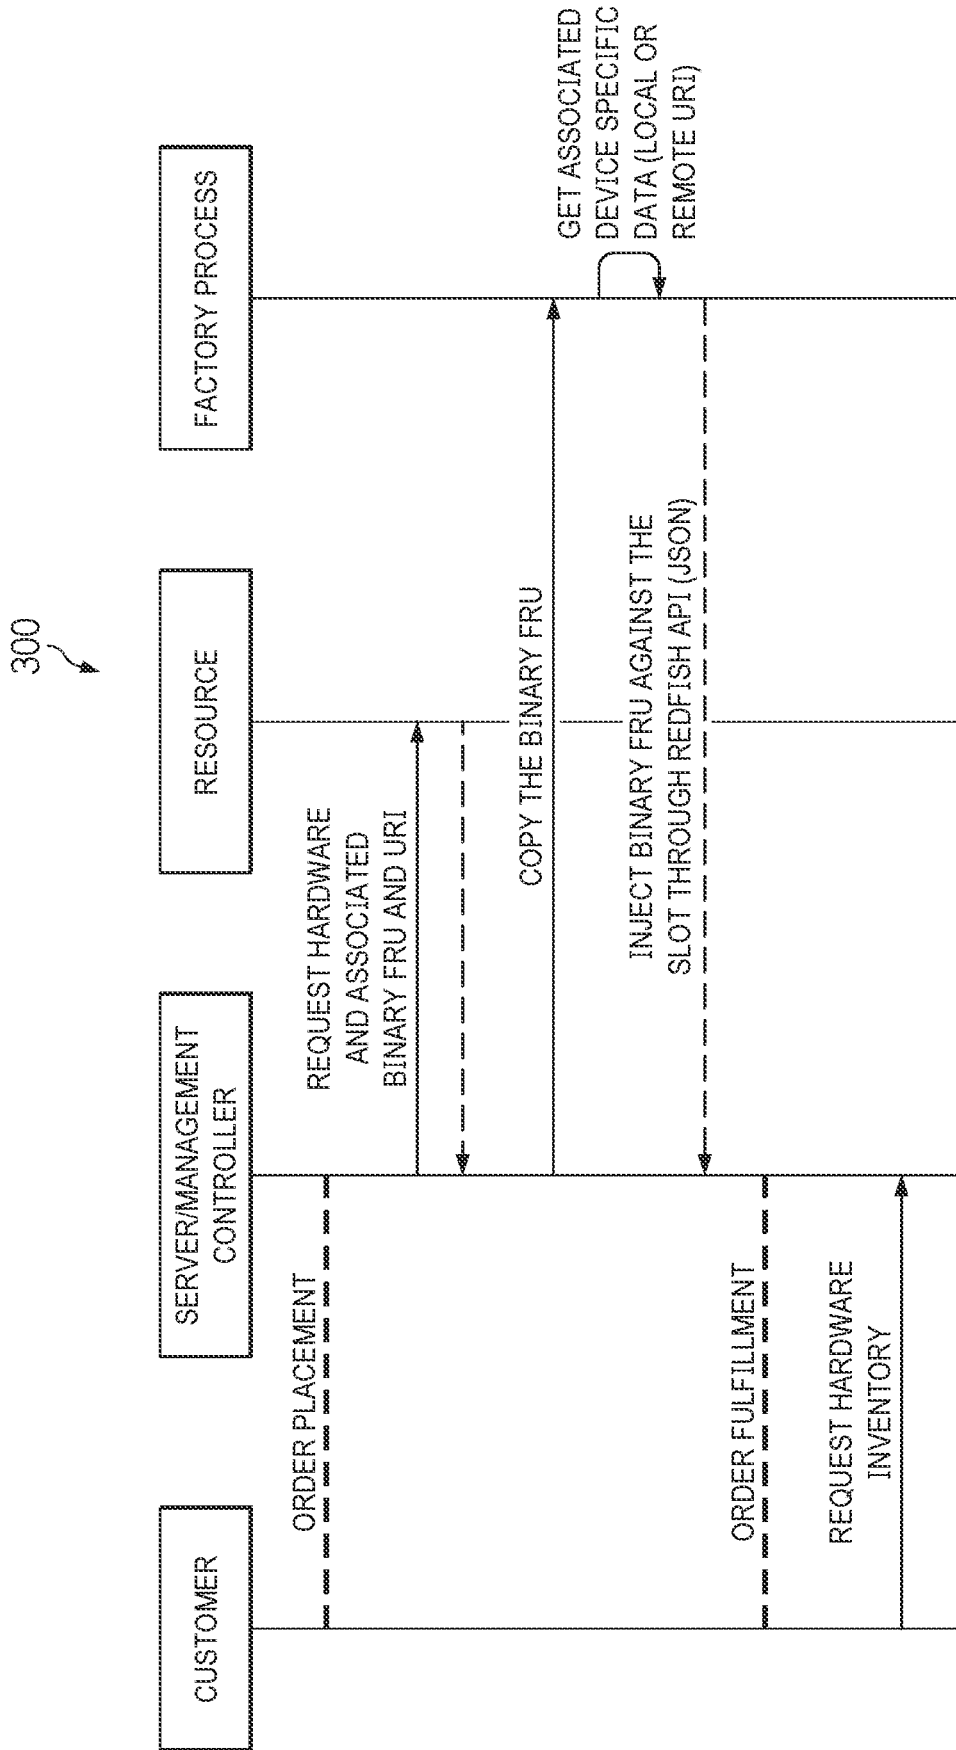 300
CUSTOMER
SERVER/MANAGEMENT
CONTROLLER
RESOURCE
FACTORY PROCESS
ORDER PLACEMENT
REQUEST HARDWARE
AND ASSOCIATED
BINARY FRU AND URI
COPY THE BINARY FRU
GET ASSOCIATED
DEVICE SPECIFIC
DATA (LOCAL OR
REMOTE URI)
INJECT BINARY FRU AGAINST THE
SLOT THROUGH REDFISH API (JSON)
ORDER FULFILLMENT
REQUEST HARDWARE
INVENTORY